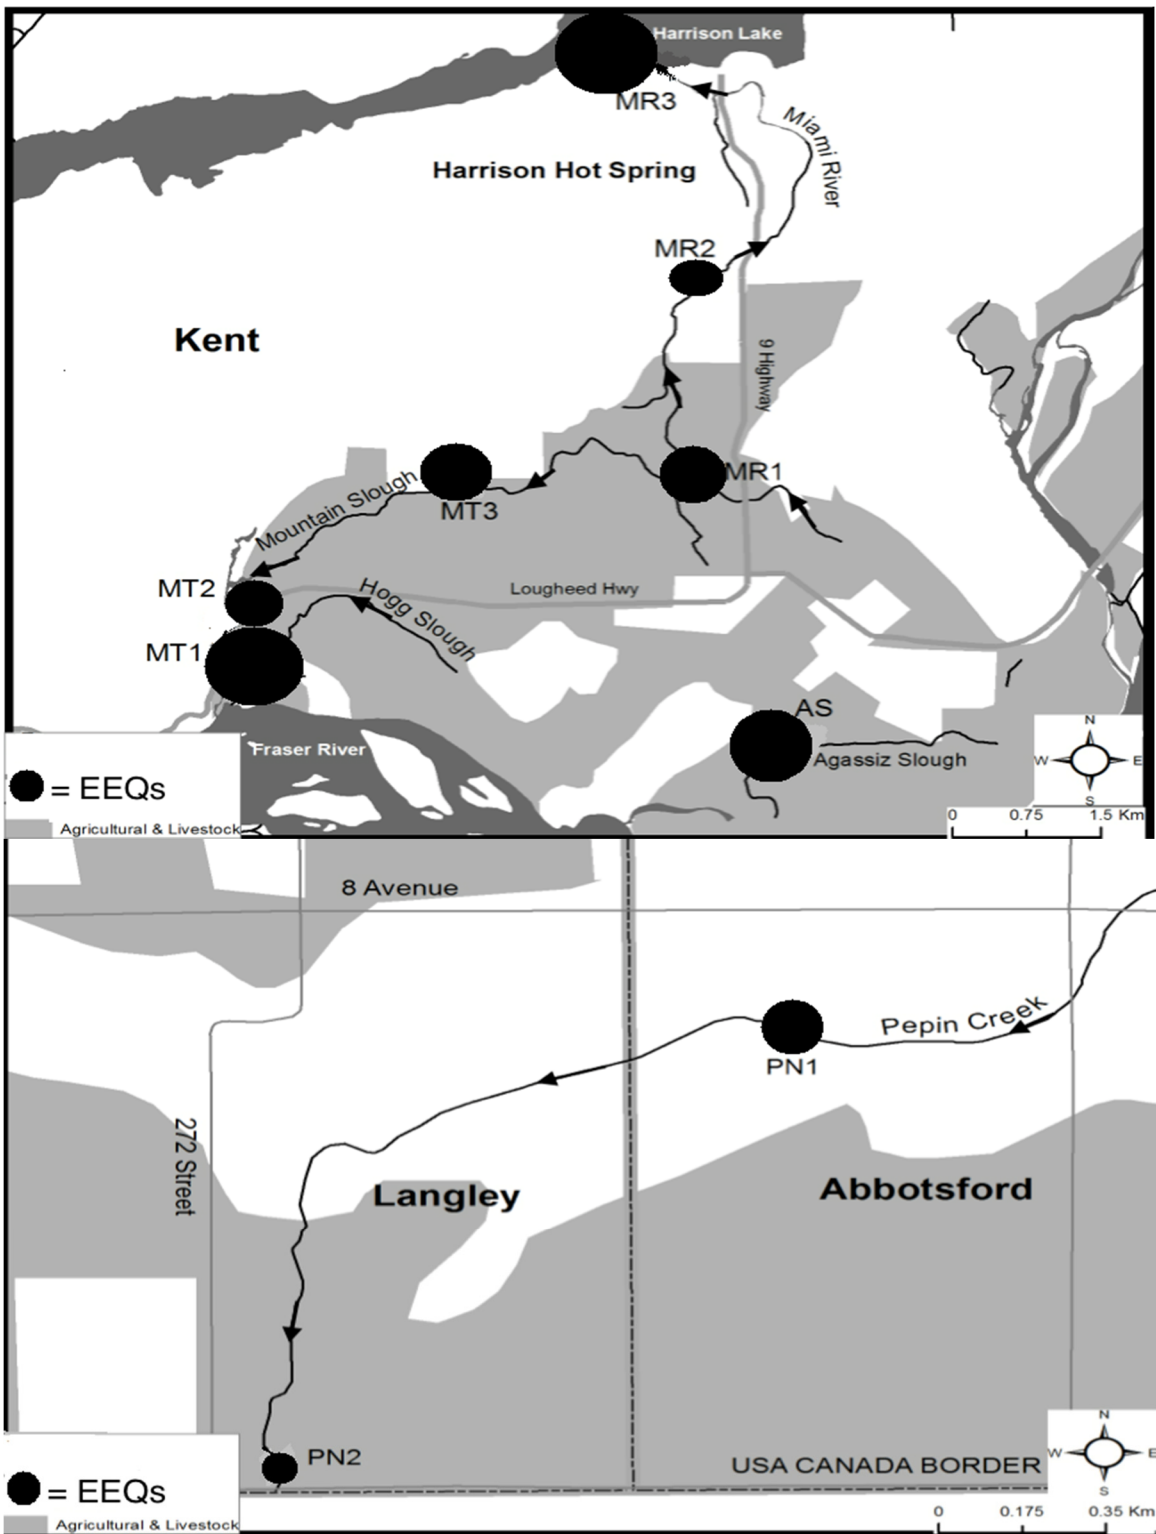 Harrison Lake
MR3
Miami River
Harrison Hot Spring
MR2
Kent
9 Highway
MR1
Mountain Slough
MT3
MT2
Hogg Slough
Lougheed Hwy
MT1
AS
Fraser River
Agassiz Slough
N
W E
S
= EEQs
Agricultural & Livestock
0 0.75 1.5 Km
8 Avenue
Pepin Creek
PN1
272 Street
Langley
Abbotsford
PN2
USA CANADA BORDER
N
W E
S
= EEQs
Agricultural & Livestock
0 0.175 0.35 Km